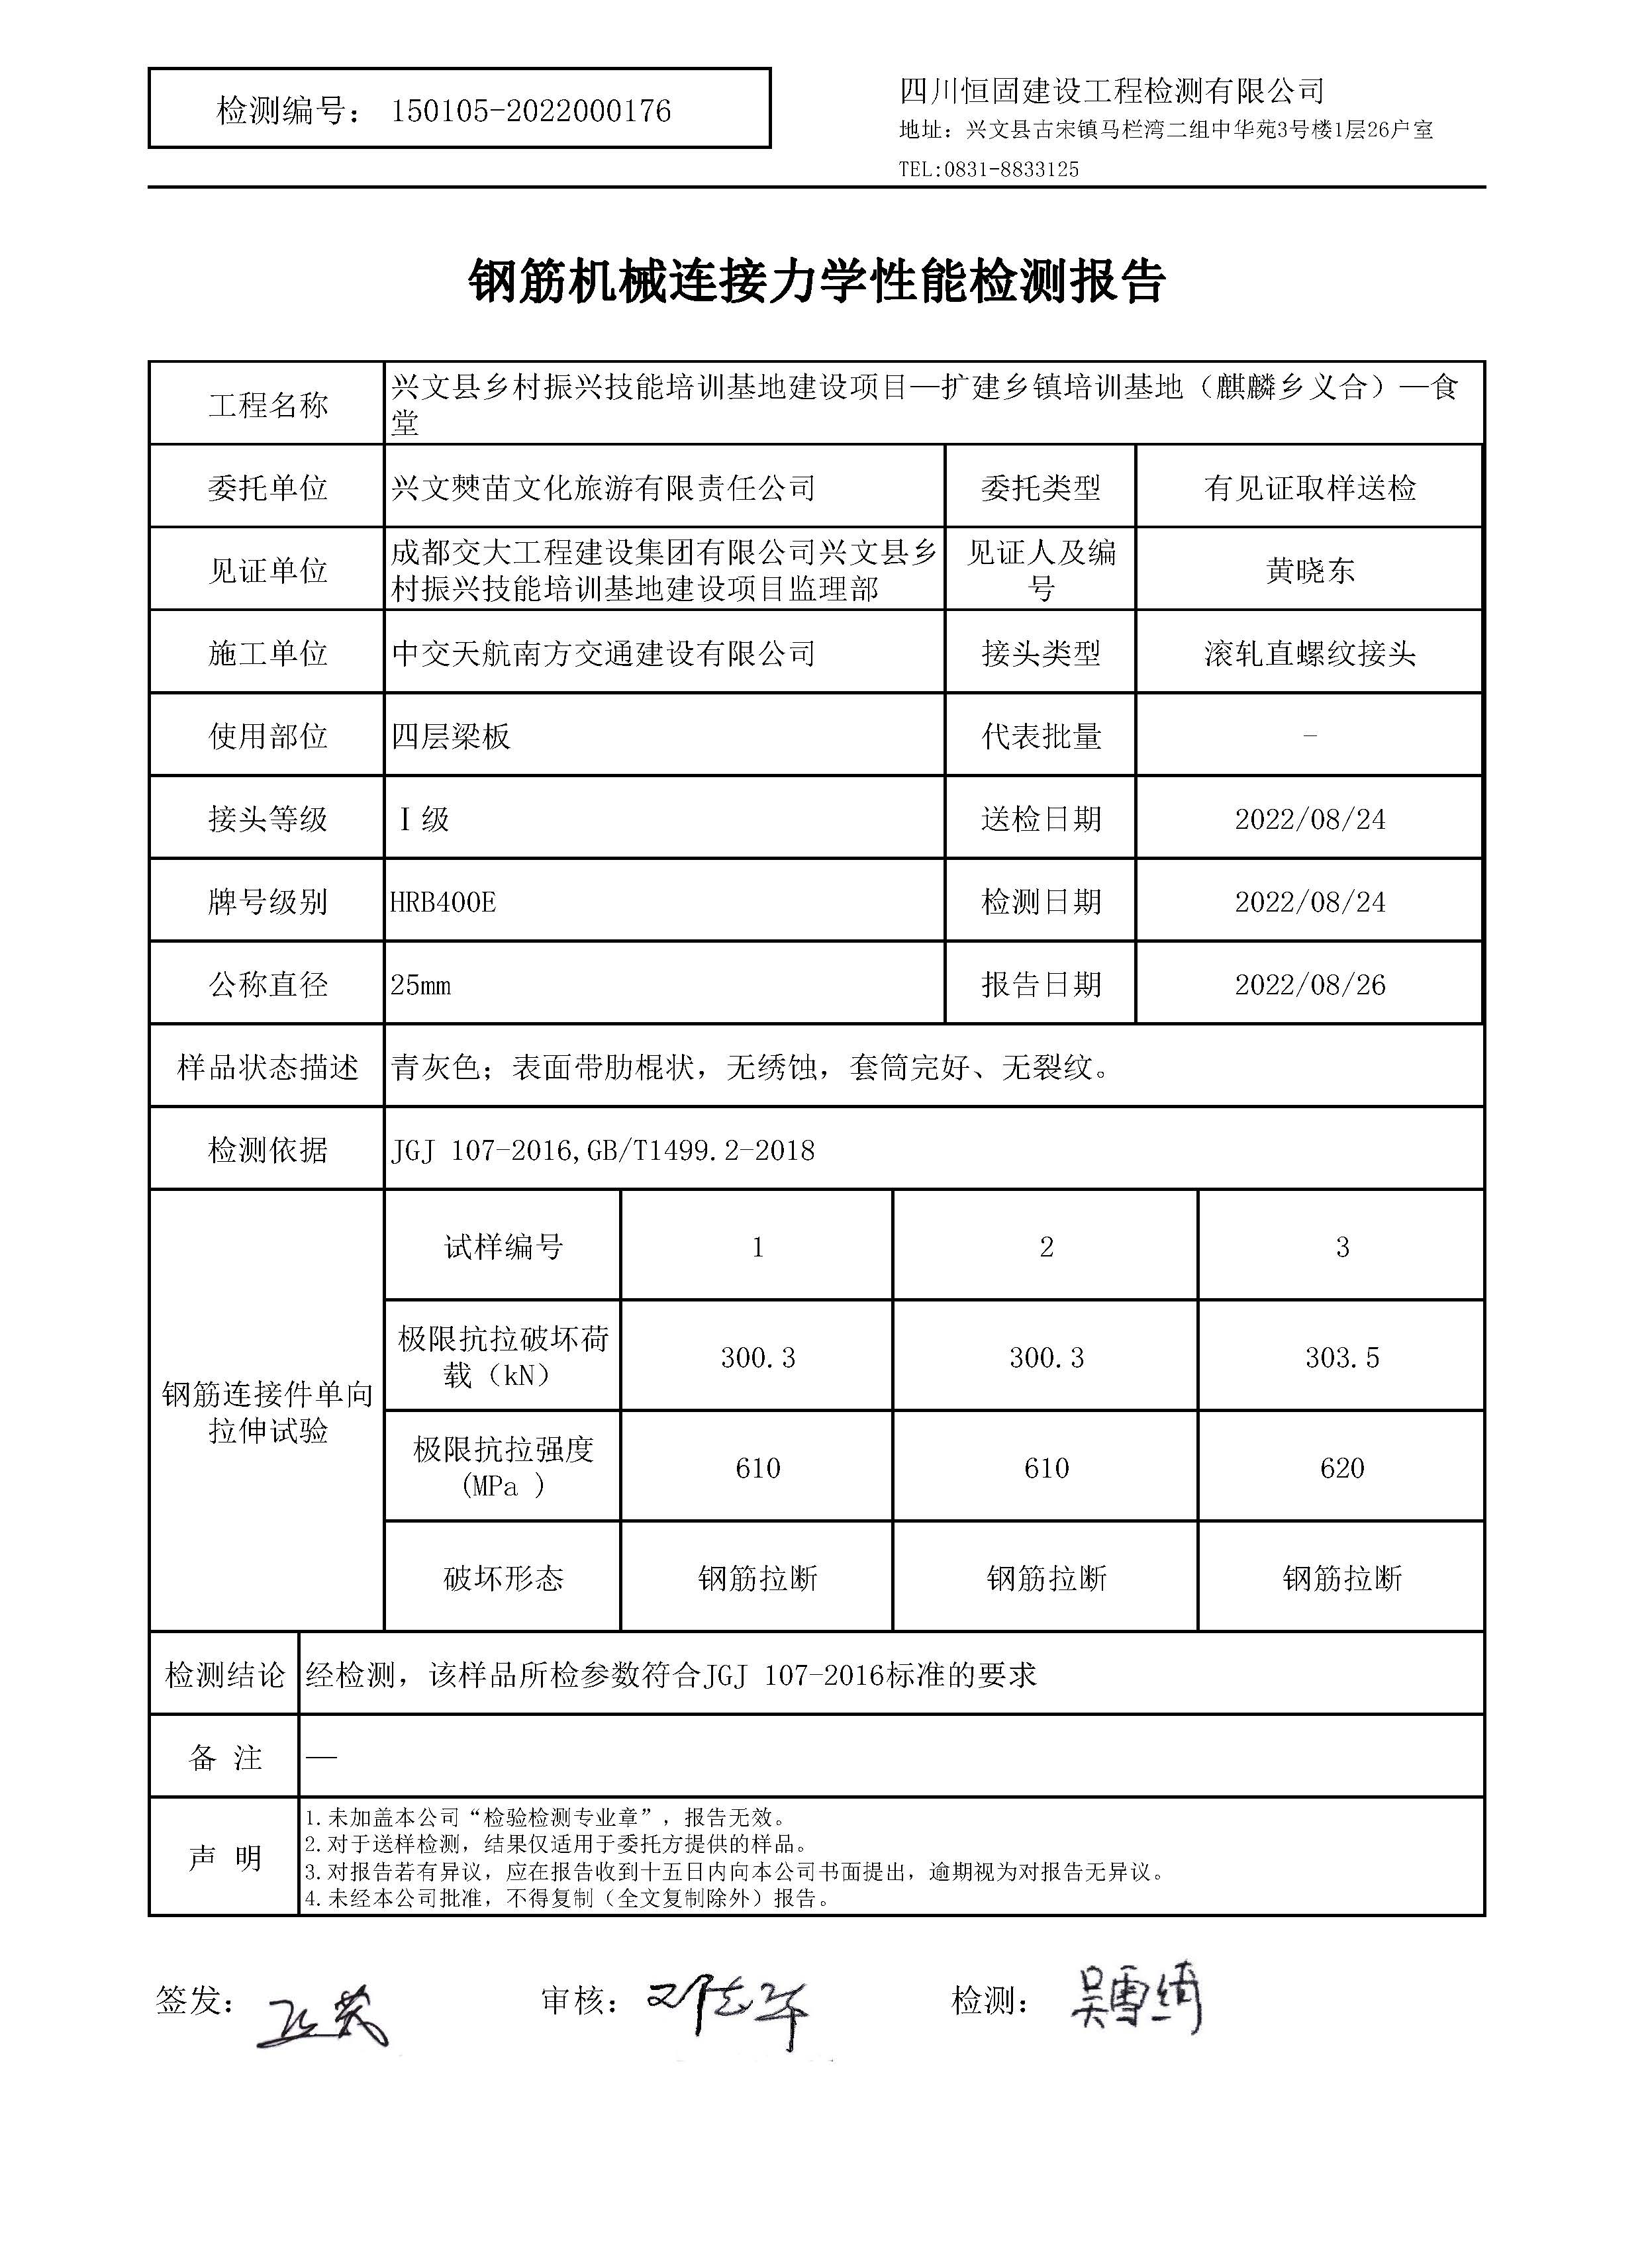 检测编号： 150105-2022000176
四川恒固建设工程检测有限公司
地址：兴文县古宋镇马栏湾二组中华苑3号楼1层26户室
TEL:0831-8833125
钢筋机械连接力学性能检测报告
工程名称
兴文县乡村振兴技能培训基地建设项目—扩建乡镇培训基地（麒麟乡义合）—食
堂
委托单位 兴文僰苗文化旅游有限责任公司 委托类型 有见证取样送检
见证单位
成都交大工程建设集团有限公司兴文县乡
村振兴技能培训基地建设项目监理部
见证人及编
号
黄晓东
施工单位 中交天航南方交通建设有限公司 接头类型 滚轧直螺纹接头
使用部位 四层梁板 代表批量 -
接头等级 Ⅰ级 送检日期 2022/08/24
牌号级别 HRB400E 检测日期 2022/08/24
公称直径 25mm 报告日期 2022/08/26
样品状态描述 青灰色；表面带肋棍状，无绣蚀，套筒完好、无裂纹。
检测依据 JGJ 107-2016,GB/T1499.2-2018
钢筋连接件单向
拉伸试验
试样编号 1 2 3
极限抗拉破坏荷
载（kN）
300.3 300.3 303.5
极限抗拉强度
(MPa )
610 610 620
破坏形态 钢筋拉断 钢筋拉断 钢筋拉断
检测结论 经检测，该样品所检参数符合JGJ 107-2016标准的要求
备 注 —
声 明
1.未加盖本公司“检验检测专业章”，报告无效。
2.对于送样检测，结果仅适用于委托方提供的样品。
3.对报告若有异议，应在报告收到十五日内向本公司书面提出，逾期视为对报告无异议。
4.未经本公司批准，不得复制（全文复制除外）报告。
签发： 审核： 检测： 吴雪绮